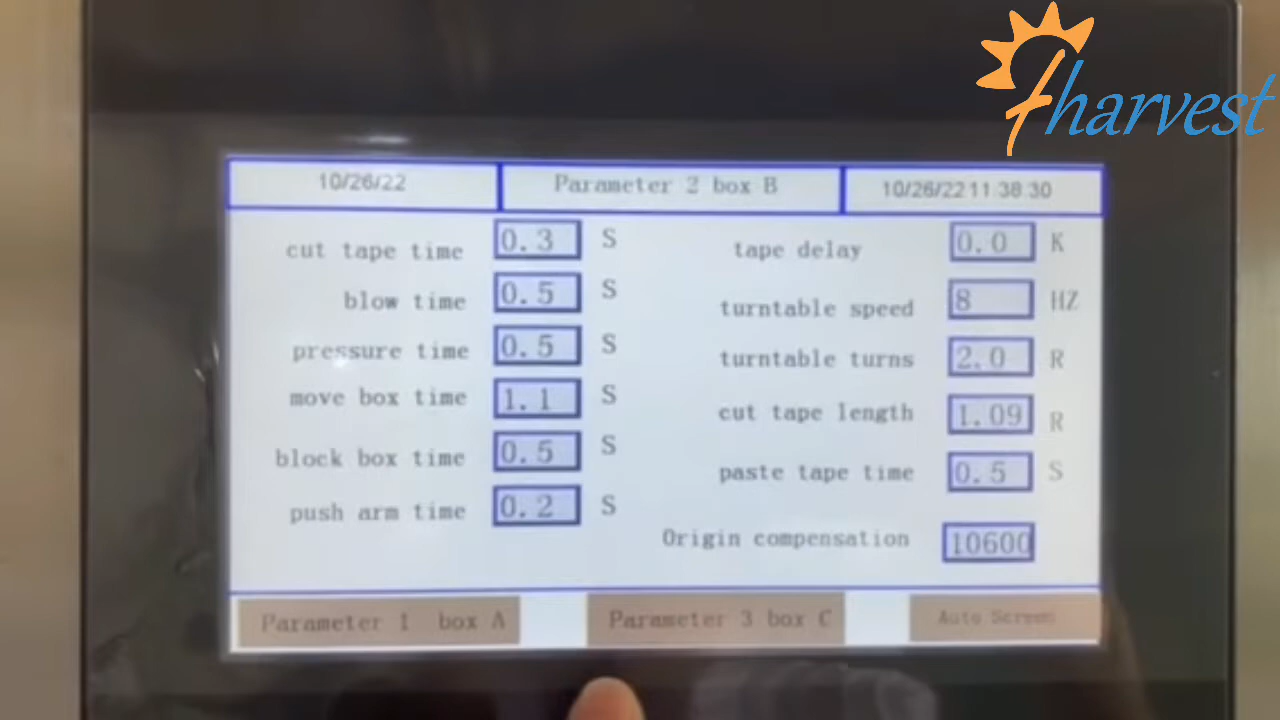 fharvest
10/26/22 Parameter 2 box B 10/26/22 11:38:30
cut tape time 0.3 S
blow time 0.5 S
pressure time 0.5 S
move box time 1.1 S
block box time 0.5 S
push arm time 0.2 S
tape delay 0.0 K
turntable speed 8 HZ
turntable turns 2.0 R
cut tape length 1.09 R
paste tape time 0.5 S
Origin compensation 10600
Parameter 1 box A Parameter 3 box C Auto Screen